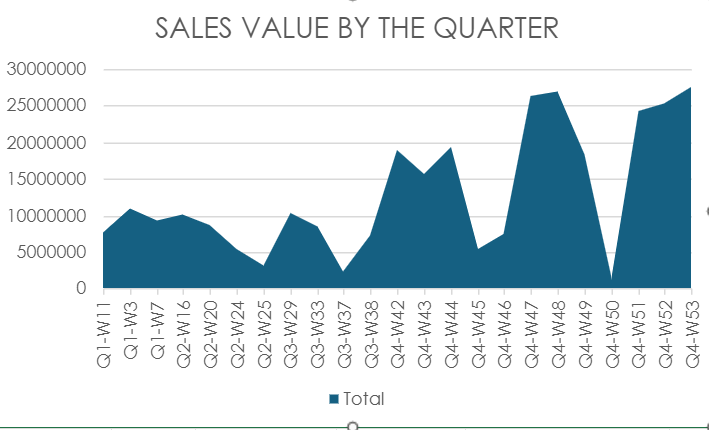 SALES VALUE BY THE QUARTER
30000000
25000000
20000000
15000000
10000000
5000000
0
Q1-W11
Q1-W3
Q1-W7
Q2-W16
Q2-W20
Q2-W24
Q2-W25
Q3-W29
Q3-W33
Q3-W37
Q3-W38
Q4-W42
Q4-W43
Q4-W44
Q4-W45
Q4-W46
Q4-W47
Q4-W48
Q4-W49
Q4-W50
Q4-W51
Q4-W52
Q4-W53
Total